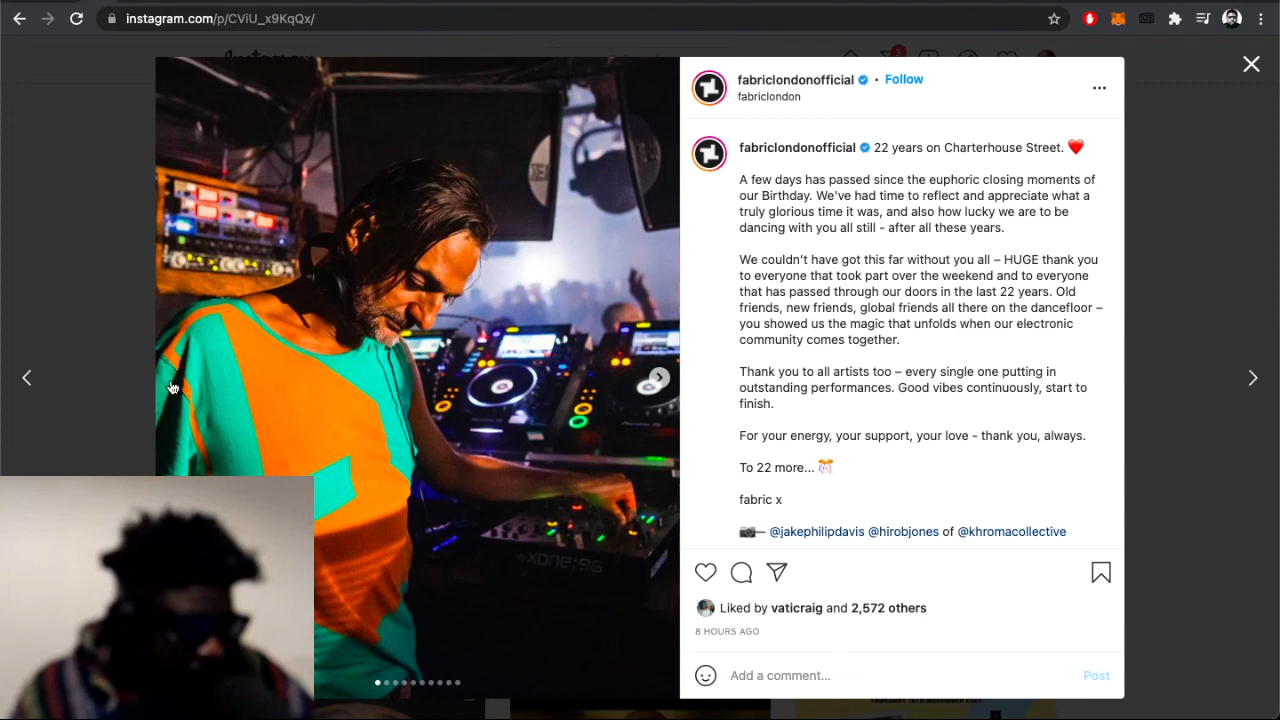 instagram.com/p/CViU_x9KqQx/
fabriclondonofficial • Follow
fabriclondon
fabriclondonofficial 22 years on Charterhouse Street. ❤️
A few days has passed since the euphoric closing moments of
our Birthday. We've had time to reflect and appreciate what a
truly glorious time it was, and also how lucky we are to be
dancing with you all still - after all these years.
We couldn't have got this far without you all – HUGE thank you
to everyone that took part over the weekend and to everyone
that has passed through our doors in the last 22 years. Old
friends, new friends, global friends all there on the dancefloor –
you showed us the magic that unfolds when our electronic
community comes together.
Thank you to all artists too – every single one putting in
outstanding performances. Good vibes continuously, start to
finish.
For your energy, your support, your love - thank you, always.
To 22 more... 🎊
fabric x
@jakephilipdavis @hirobjones of @khromacollective
XONE:96
Liked by vaticraig and 2,572 others
8 HOURS AGO
Add a comment...
Post